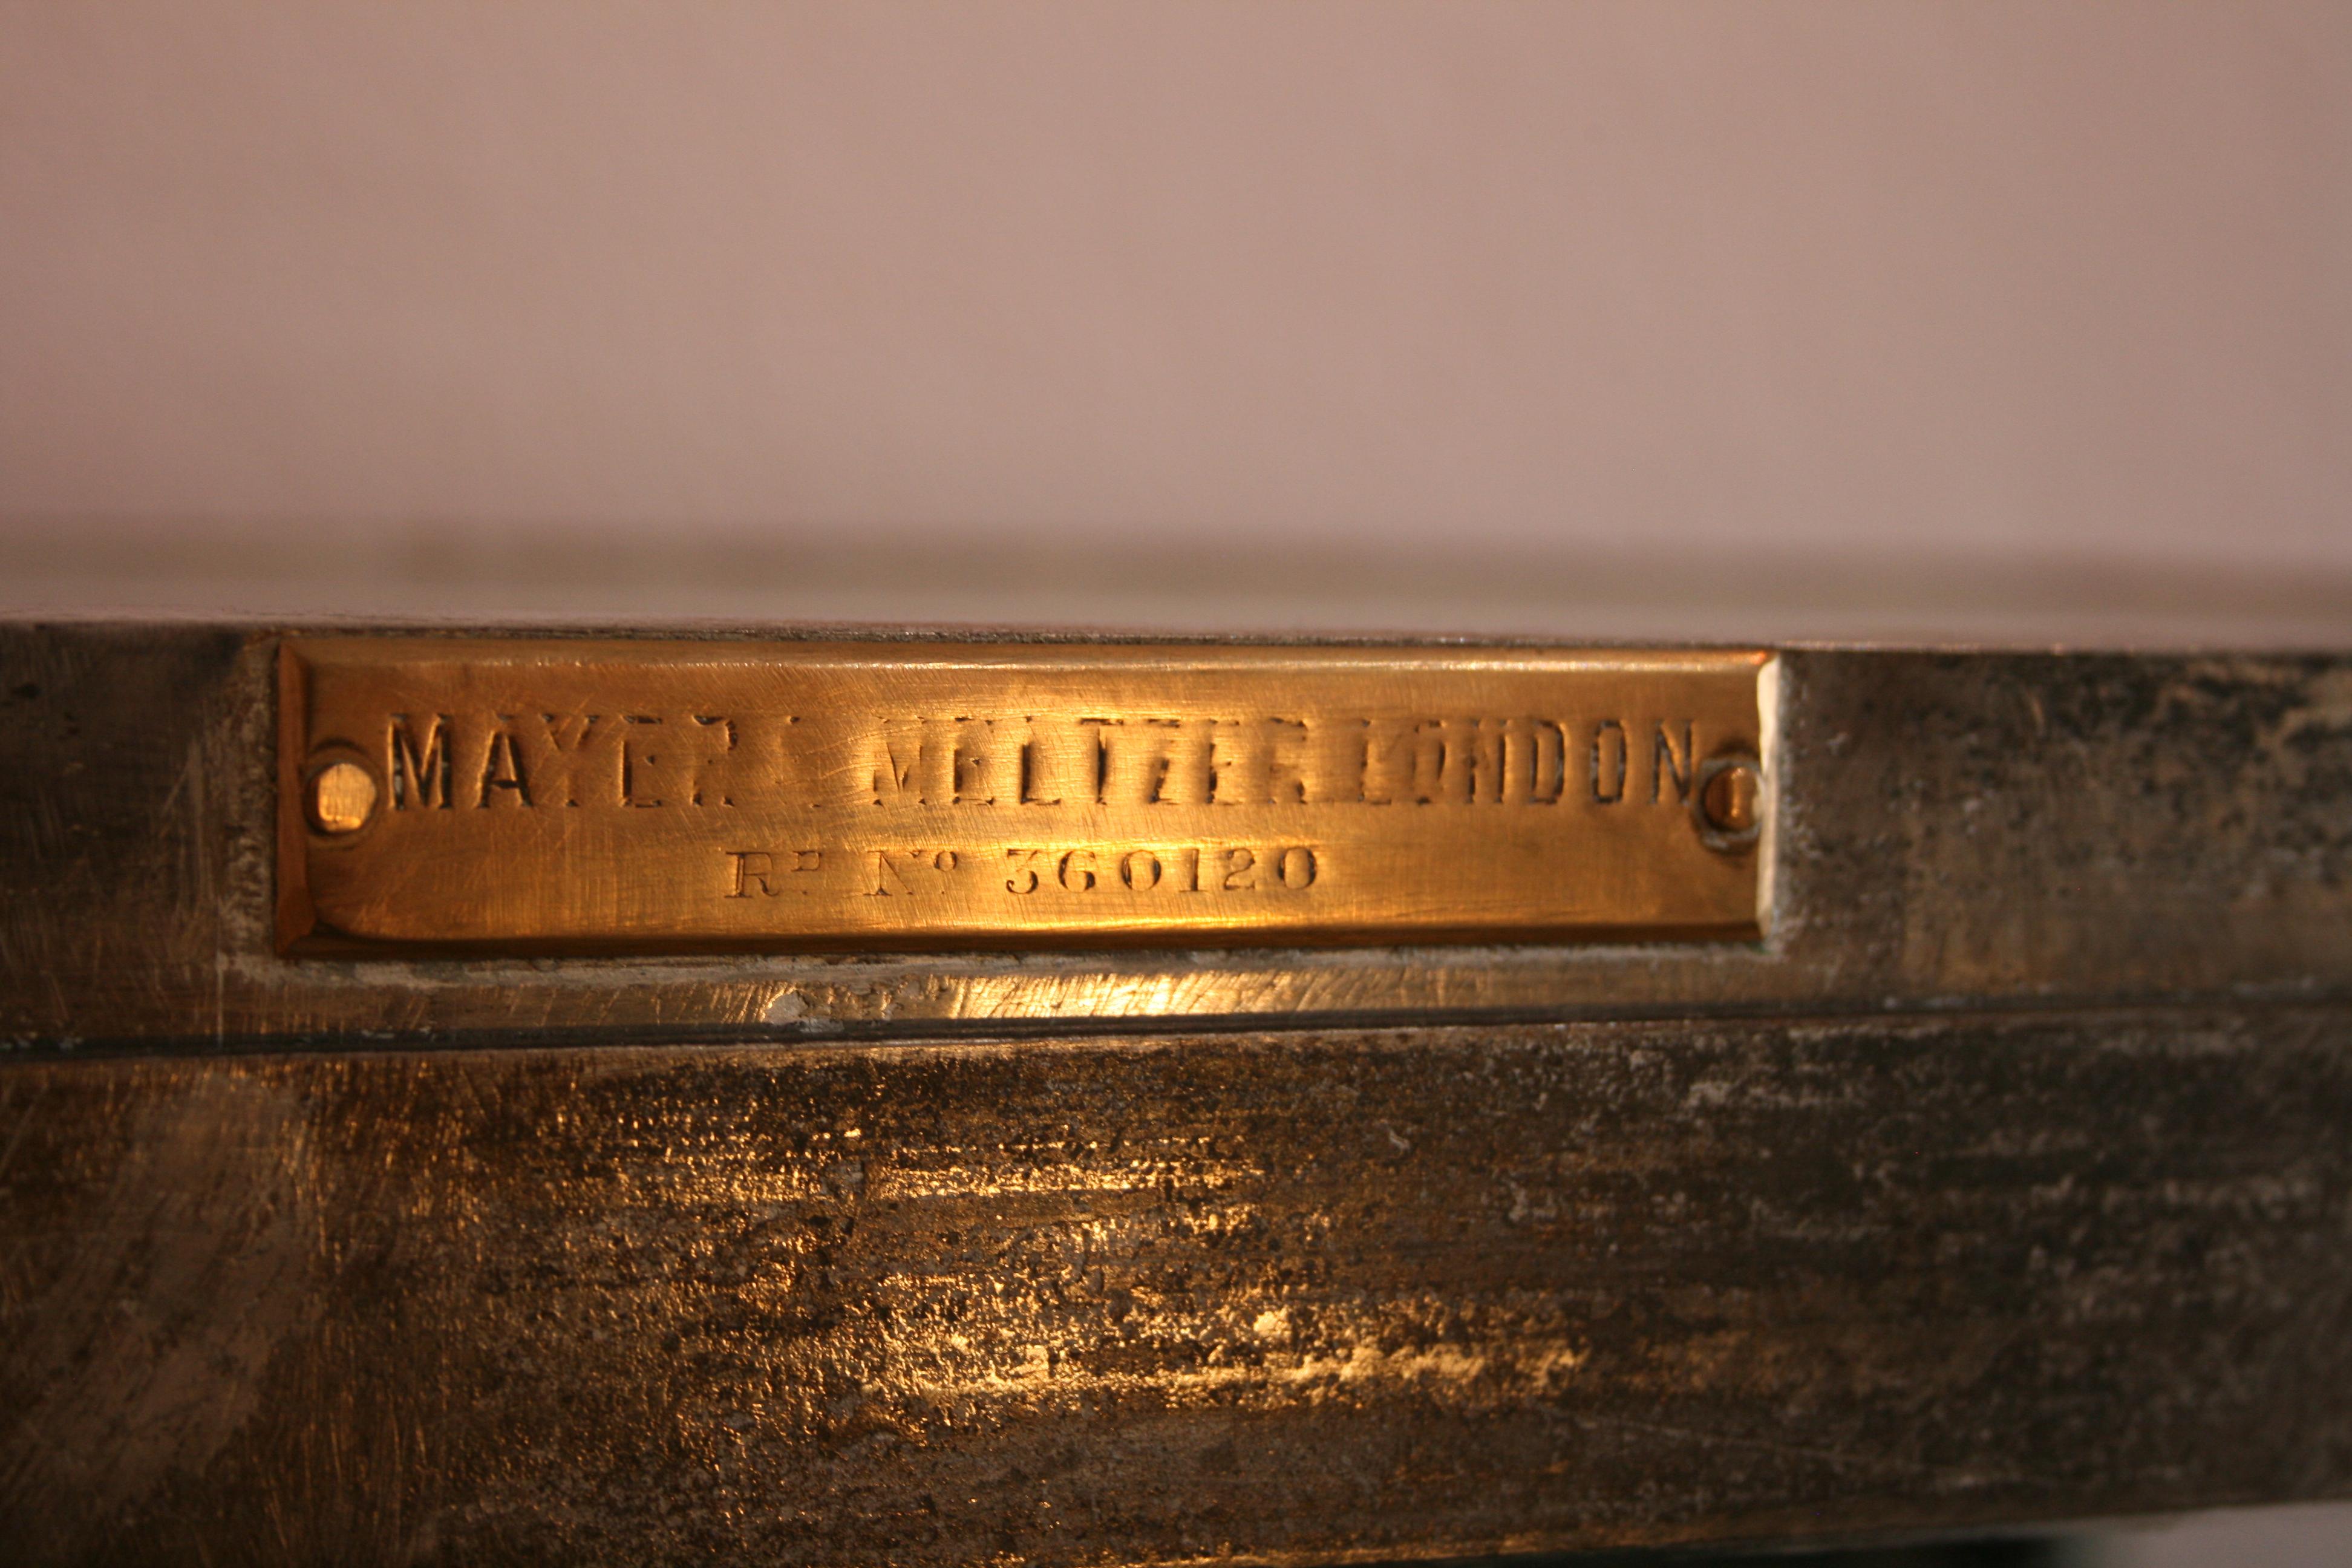 MAYER & MELTZER LONDON
Rᴰ Nº 360120